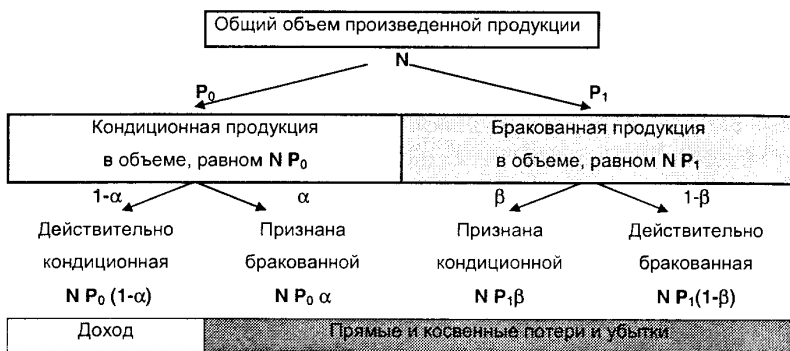 Общий объем произведенной продукции
N
P₀ P₁
Кондиционная продукция Бракованная продукция
в объеме, равном N P₀ в объеме, равном N P₁
1-α α β 1-β
Действительно Признана Признана Действительно
кондиционная бракованной кондиционной бракованная
N P₀ (1-α) N P₀ α N P₁β N P₁(1-β)
Доход Прямые и косвенные потери и убытки